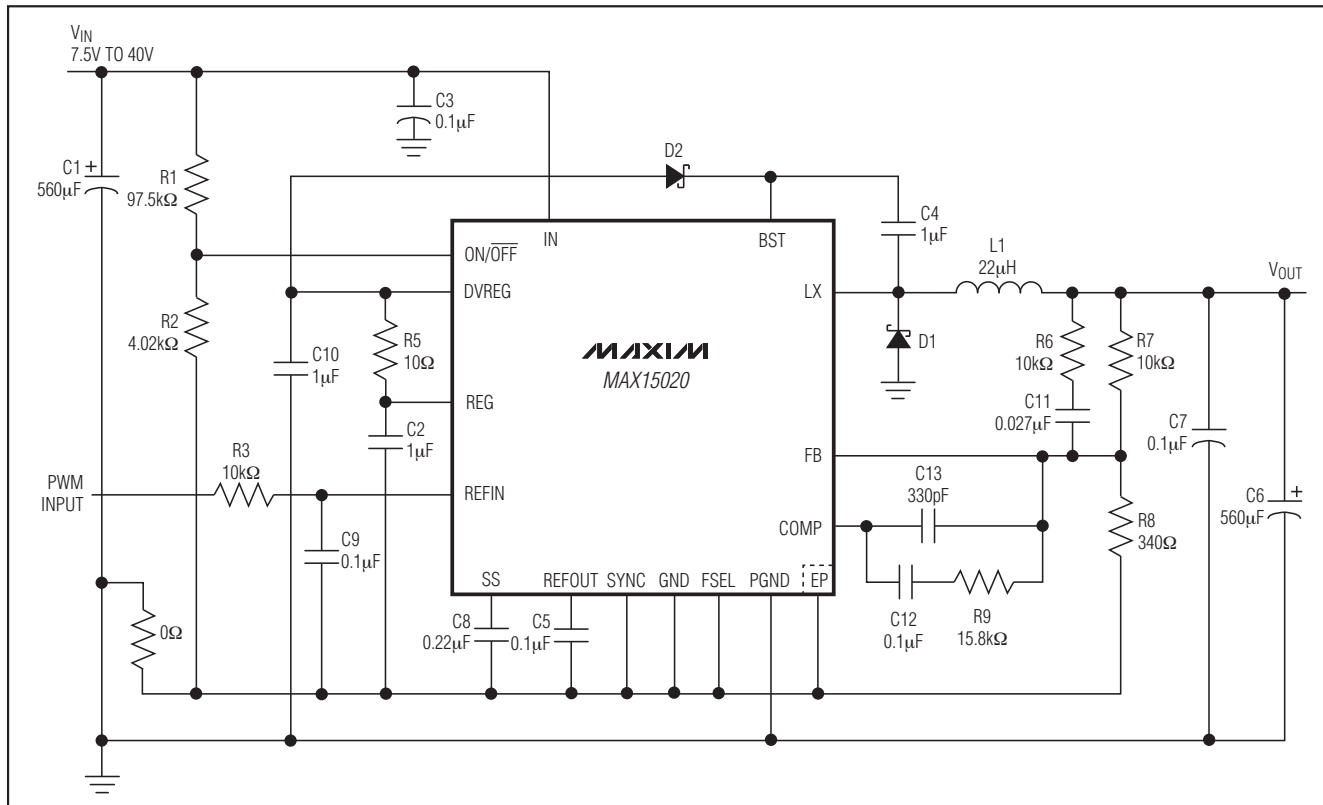 VIN
7.5V TO 40V
C3
0.1µF
D2
C1
+
560µF
R1
97.5kΩ
C4
1µF
IN
BST
L1
22µH
VOUT
ON/OFF
DVREG
LX
R2
4.02kΩ
R5
10Ω
D1
R6
10kΩ
R7
10kΩ
C10
1µF
MAXIM
MAX15020
REG
C2
1µF
C11
0.027µF
C7
0.1µF
R3
10kΩ
FB
PWM
INPUT
REFIN
C13
330pF
C6
+
560µF
COMP
R8
340Ω
C9
0.1µF
SS
REFOUT
SYNC
GND
FSEL
PGND
EP
0Ω
C8
0.22µF
C5
0.1µF
C12
0.1µF
R9
15.8kΩ